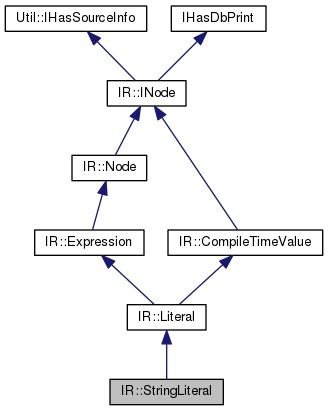 Util::IHasSourceInfo
IHasDbPrint
IR::INode
IR::Node
IR::Expression
IR::CompileTimeValue
IR::Literal
IR::StringLiteral